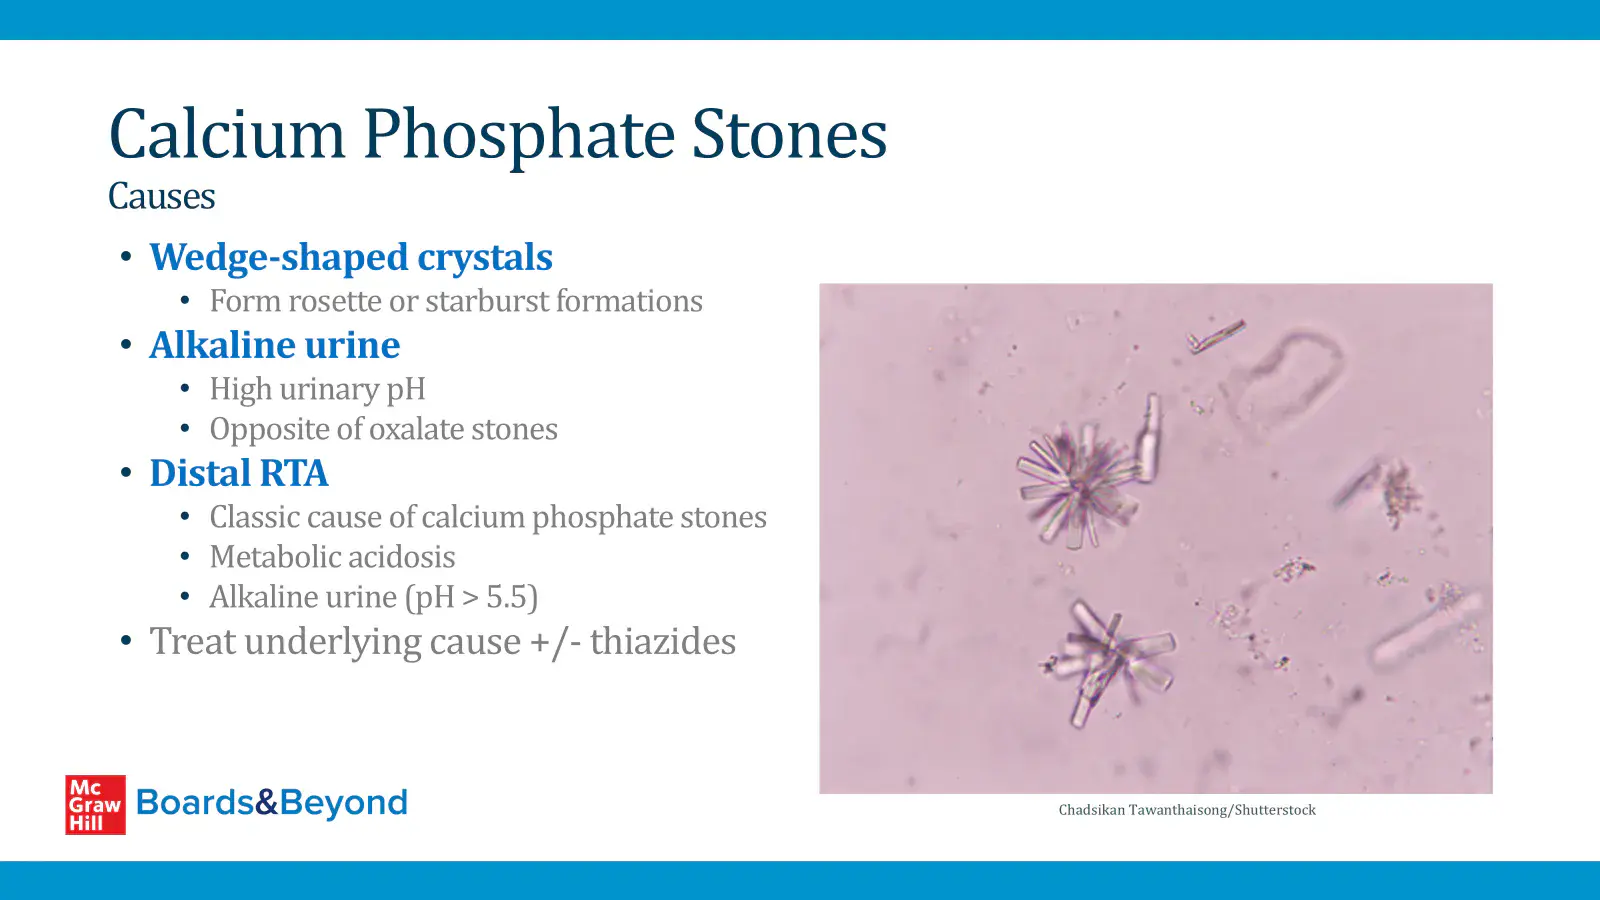 Calcium Phosphate Stones
Causes
• Wedge-shaped crystals
• Form rosette or starburst formations
• Alkaline urine
• High urinary pH
• Opposite of oxalate stones
• Distal RTA
• Classic cause of calcium phosphate stones
• Metabolic acidosis
• Alkaline urine (pH > 5.5)
• Treat underlying cause +/- thiazides
Mc
Graw
Hill
Boards&Beyond
Chadsikan Tawanthaisong/Shutterstock